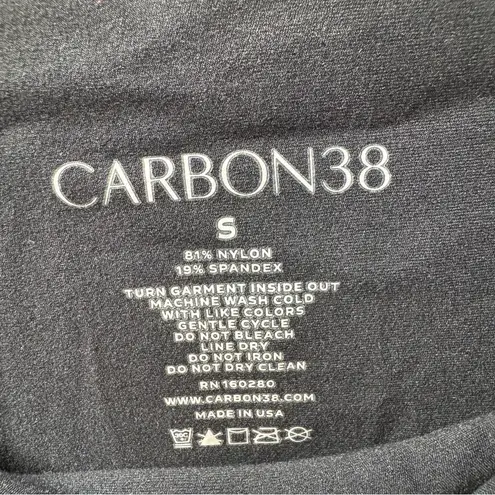 CARBON38
S
81% NYLON
19% SPANDEX
TURN GARMENT INSIDE OUT
MACHINE WASH COLD
WITH LIKE COLORS
GENTLE CYCLE
DO NOT BLEACH
LINE DRY
DO NOT IRON
DO NOT DRY CLEAN
RN 160280
WWW.CARBON38.COM
MADE IN USA